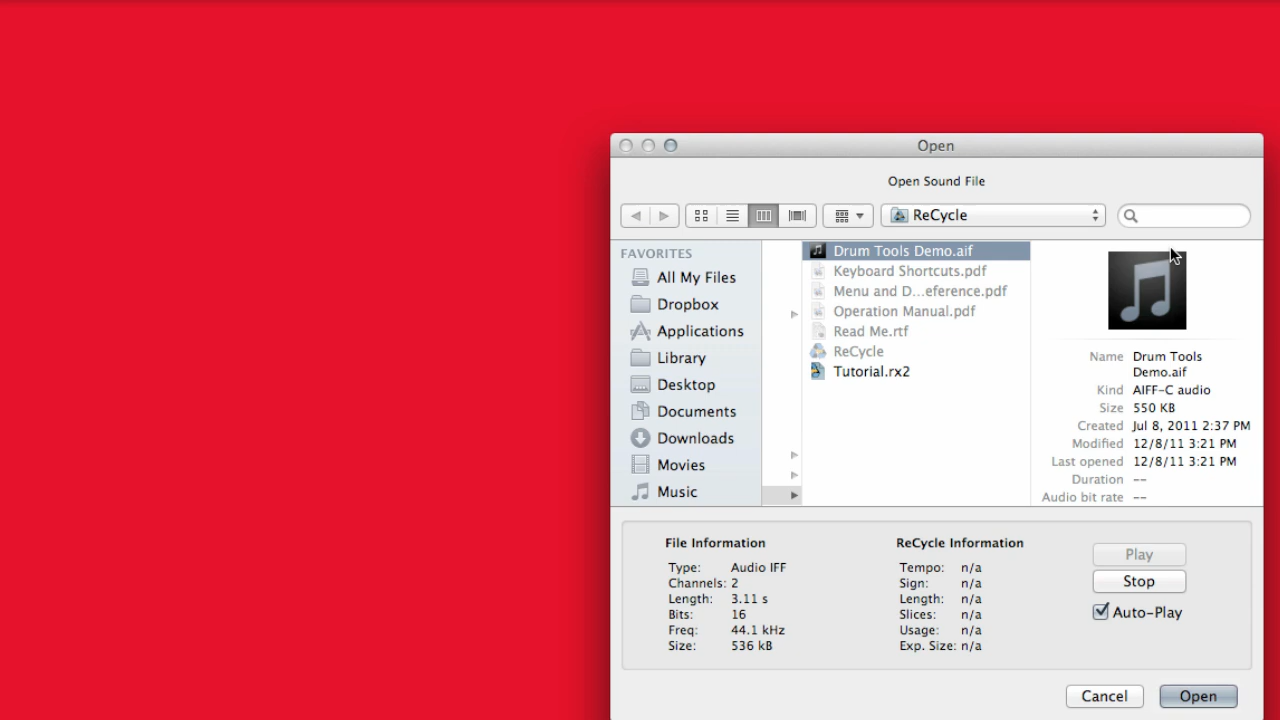 Open
Open Sound File
ReCycle
FAVORITES
All My Files
Dropbox
Applications
Library
Desktop
Documents
Downloads
Movies
Music
Drum Tools Demo.aif
Keyboard Shortcuts.pdf
Menu and D...eference.pdf
Operation Manual.pdf
Read Me.rtf
ReCycle
Tutorial.rx2
Name Drum Tools
Demo.aif
Kind AIFF-C audio
Size 550 KB
Created Jul 8, 2011 2:37 PM
Modified 12/8/11 3:21 PM
Last opened 12/8/11 3:21 PM
Duration --
Audio bit rate --
File Information
Type: Audio IFF
Channels: 2
Length: 3.11 s
Bits: 16
Freq: 44.1 kHz
Size: 536 kB
ReCycle Information
Tempo: n/a
Sign: n/a
Length: n/a
Slices: n/a
Usage: n/a
Exp. Size: n/a
Play
Stop
Auto-Play
Cancel
Open